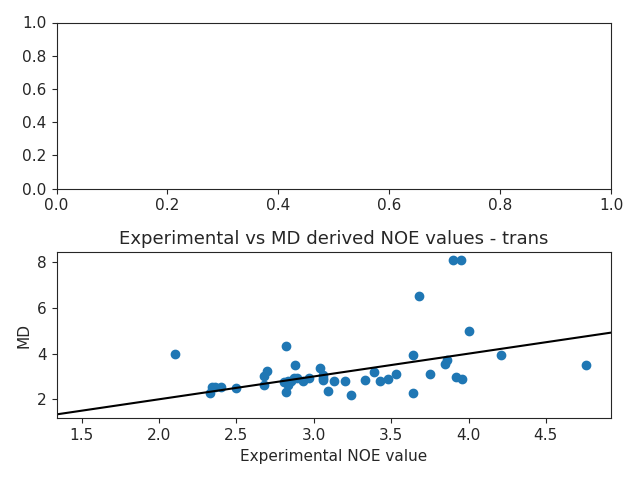 1.0
0.8
0.6
0.4
0.2
0.0
0.0 0.2 0.4 0.6 0.8 1.0
Experimental vs MD derived NOE values - trans
8
6
4
2
MD
1.5 2.0 2.5 3.0 3.5 4.0 4.5
Experimental NOE value